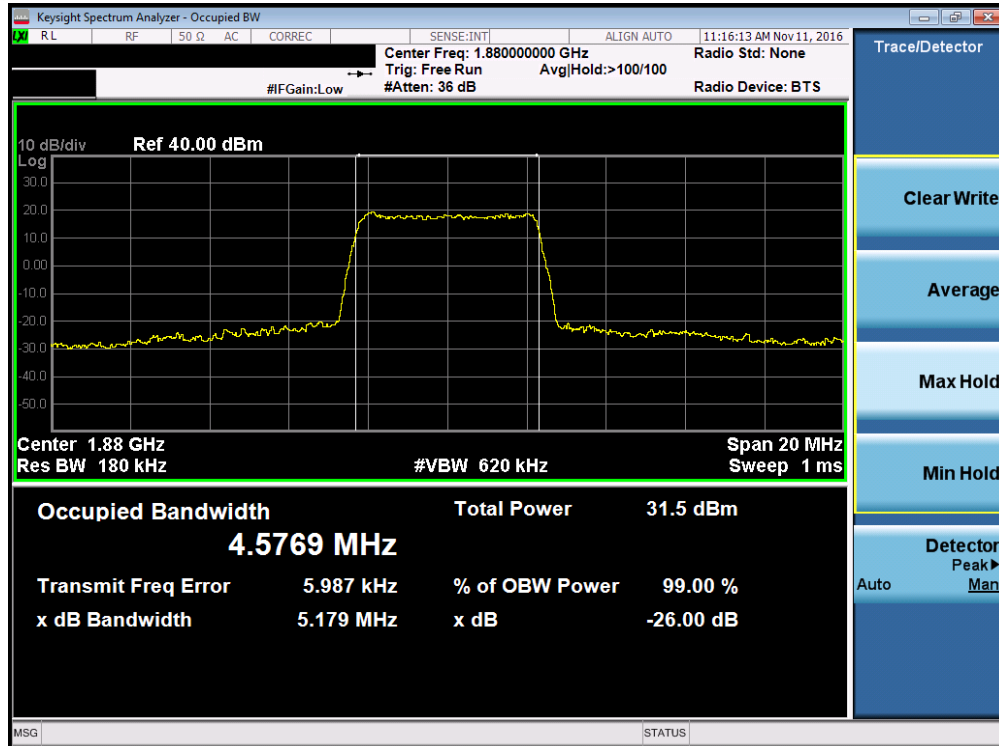 Keysight Spectrum Analyzer - Occupied BW
LXI RL RF 50 Ω AC CORREC SENSE:INT ALIGN AUTO 11:16:13 AM Nov 11, 2016
Center Freq: 1.880000000 GHz Radio Std: None
Trig: Free Run Avg|Hold:>100/100
#IFGain:Low #Atten: 36 dB Radio Device: BTS
10 dB/div Ref 40.00 dBm
Log
30.0
20.0
10.0
0.00
-10.0
-20.0
-30.0
-40.0
-50.0
Center 1.88 GHz Span 20 MHz
Res BW 180 kHz #VBW 620 kHz Sweep 1 ms
Occupied Bandwidth Total Power 31.5 dBm
4.5769 MHz
Transmit Freq Error 5.987 kHz % of OBW Power 99.00 %
x dB Bandwidth 5.179 MHz x dB -26.00 dB
MSG STATUS
Trace/Detector
Clear Write
Average
Max Hold
Min Hold
Detector
Peak▶
Auto Man